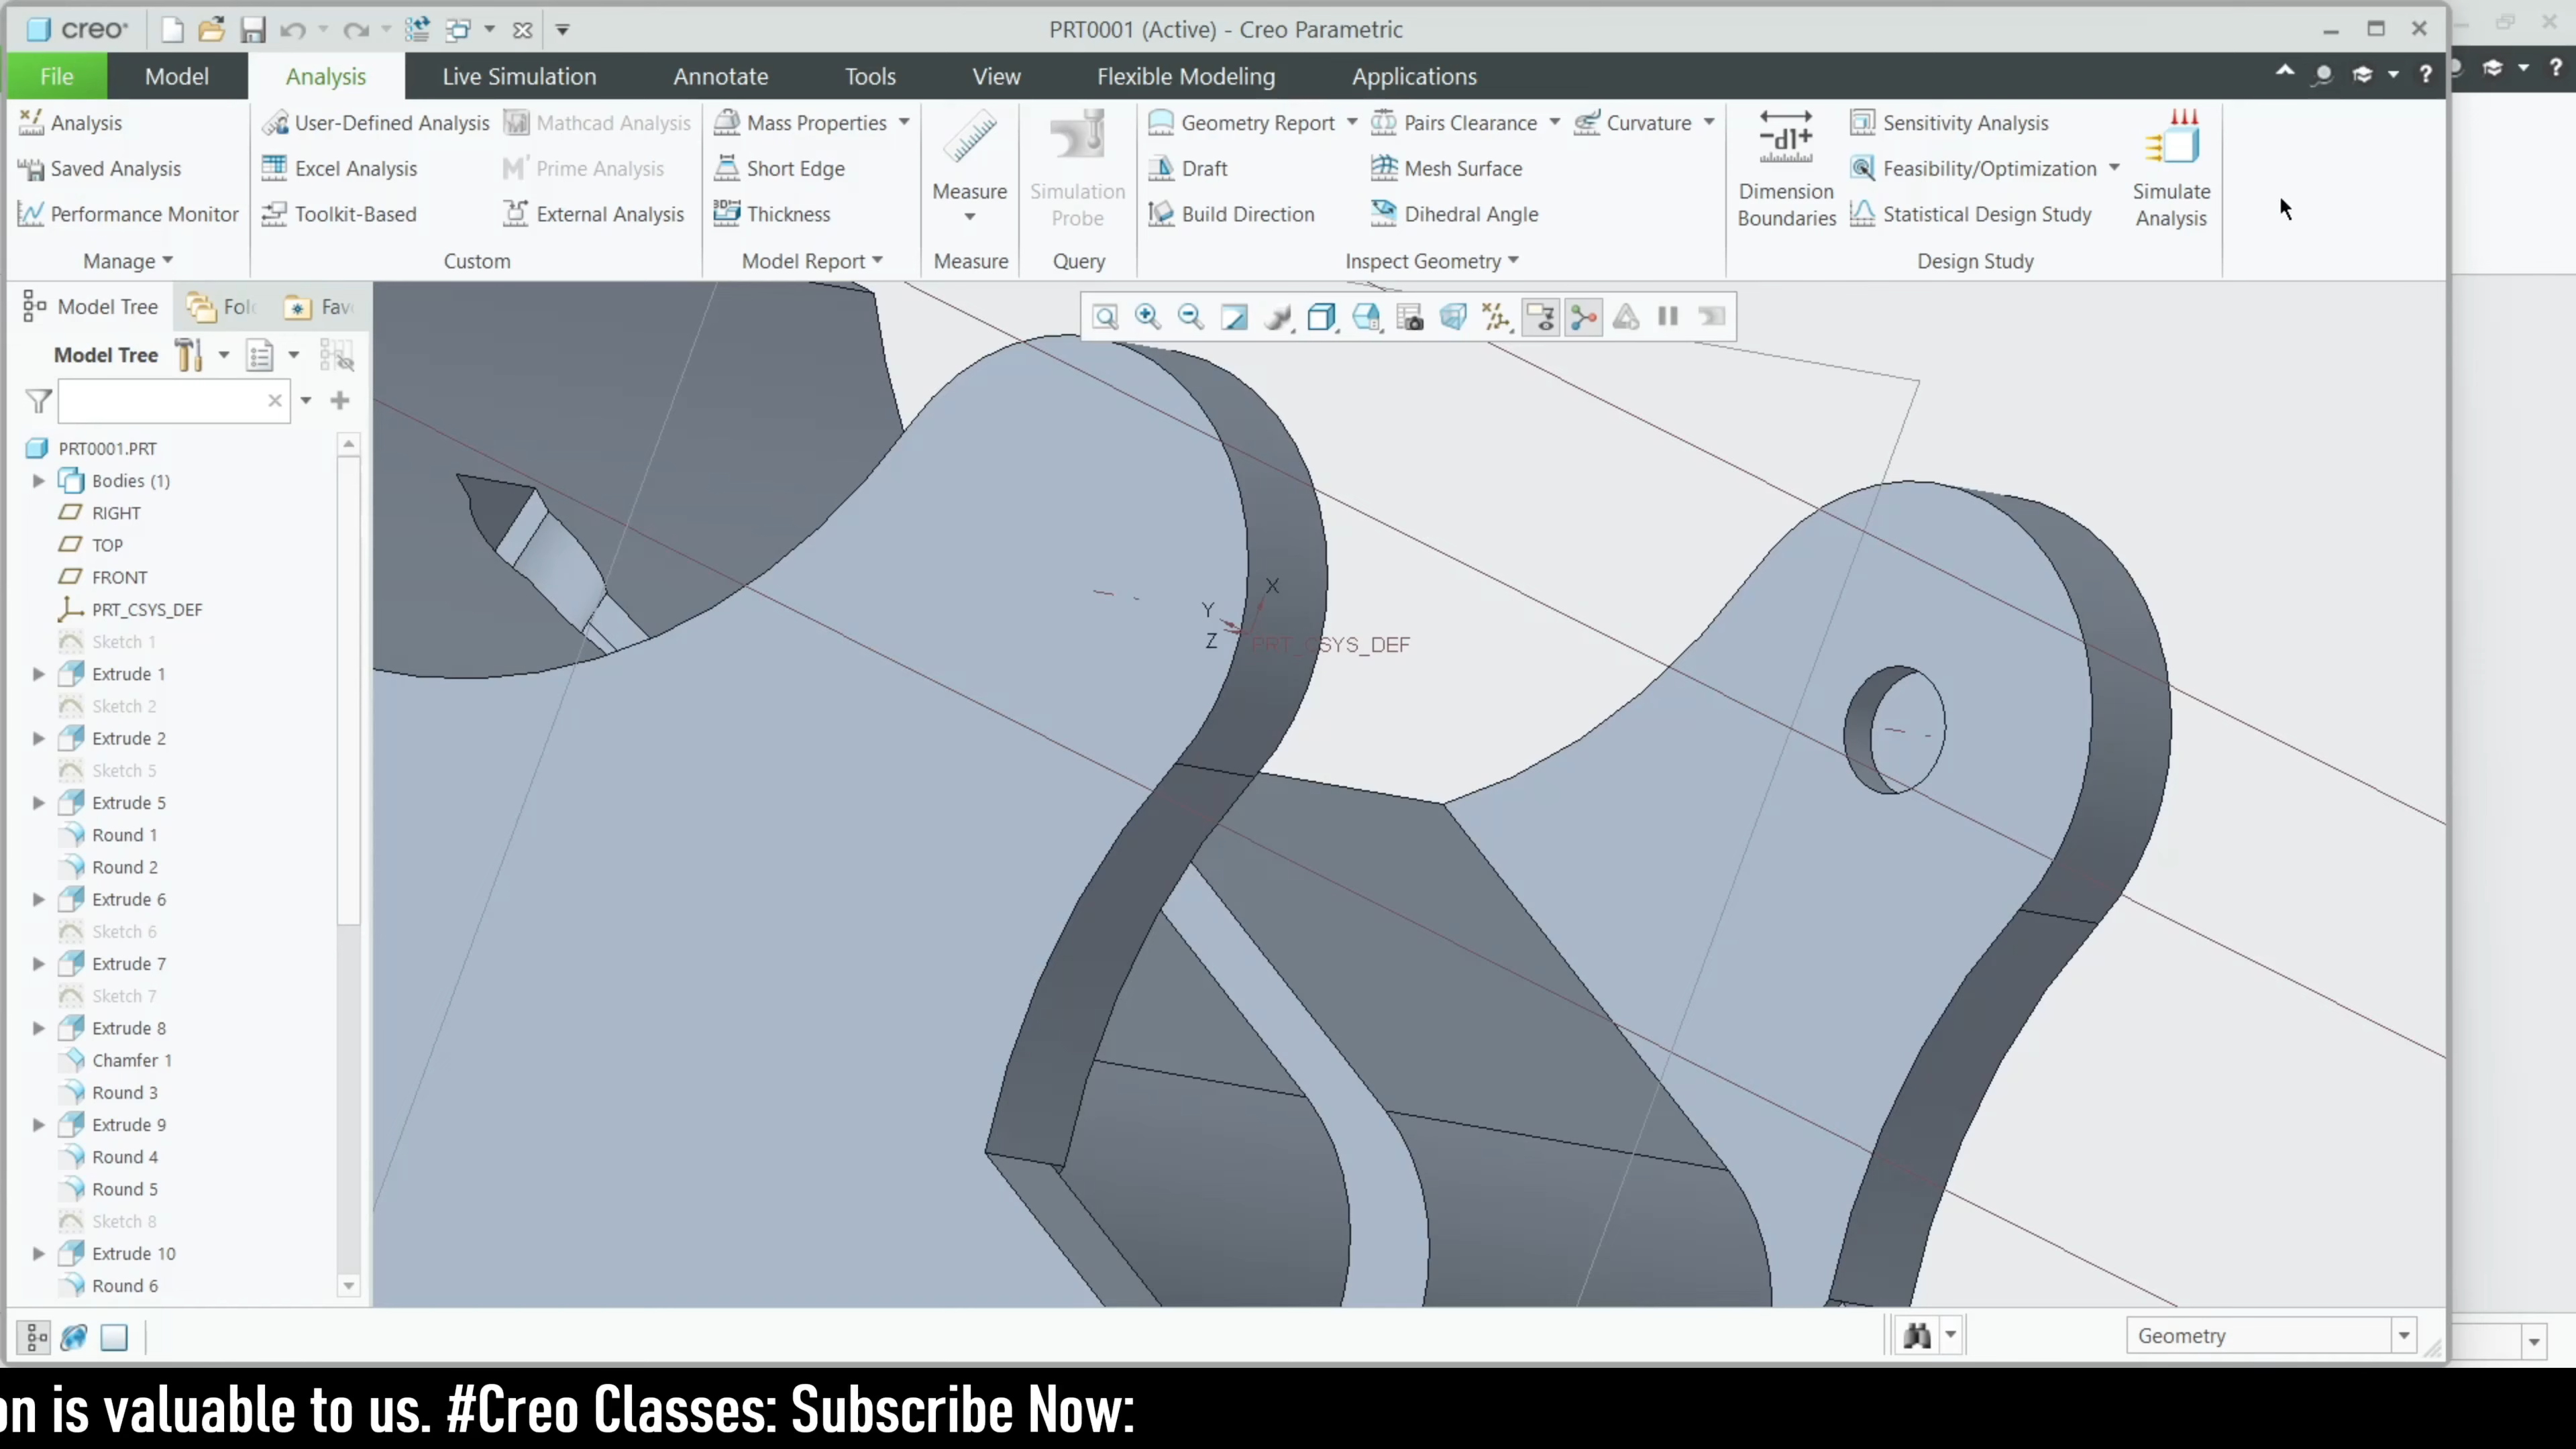 creo
PRT0001 (Active) - Creo Parametric
File
Model
Analysis
Live Simulation
Annotate
Tools
View
Flexible Modeling
Applications
Analysis
Saved Analysis
Performance Monitor
Manage
User-Defined Analysis
Excel Analysis
Toolkit-Based
Mathcad Analysis
Prime Analysis
External Analysis
Custom
Mass Properties
Short Edge
Thickness
Model Report
Measure
Measure
Simulation
Probe
Query
Geometry Report
Draft
Build Direction
Pairs Clearance
Mesh Surface
Dihedral Angle
Curvature
Inspect Geometry
Dimension
Boundaries
Sensitivity Analysis
Feasibility/Optimization
Statistical Design Study
Simulate
Analysis
Design Study
Model Tree
Fol
Fav
Model Tree
PRT0001.PRT
Bodies (1)
RIGHT
TOP
FRONT
PRT_CSYS_DEF
Sketch 1
Extrude 1
Sketch 2
Extrude 2
Sketch 5
Extrude 5
Round 1
Round 2
Extrude 6
Sketch 6
Extrude 7
Sketch 7
Extrude 8
Chamfer 1
Round 3
Extrude 9
Round 4
Round 5
Sketch 8
Extrude 10
Round 6
X
Y
Z
PRT_CSYS_DEF
Geometry
on is valuable to us. #Creo Classes: Subscribe Now: